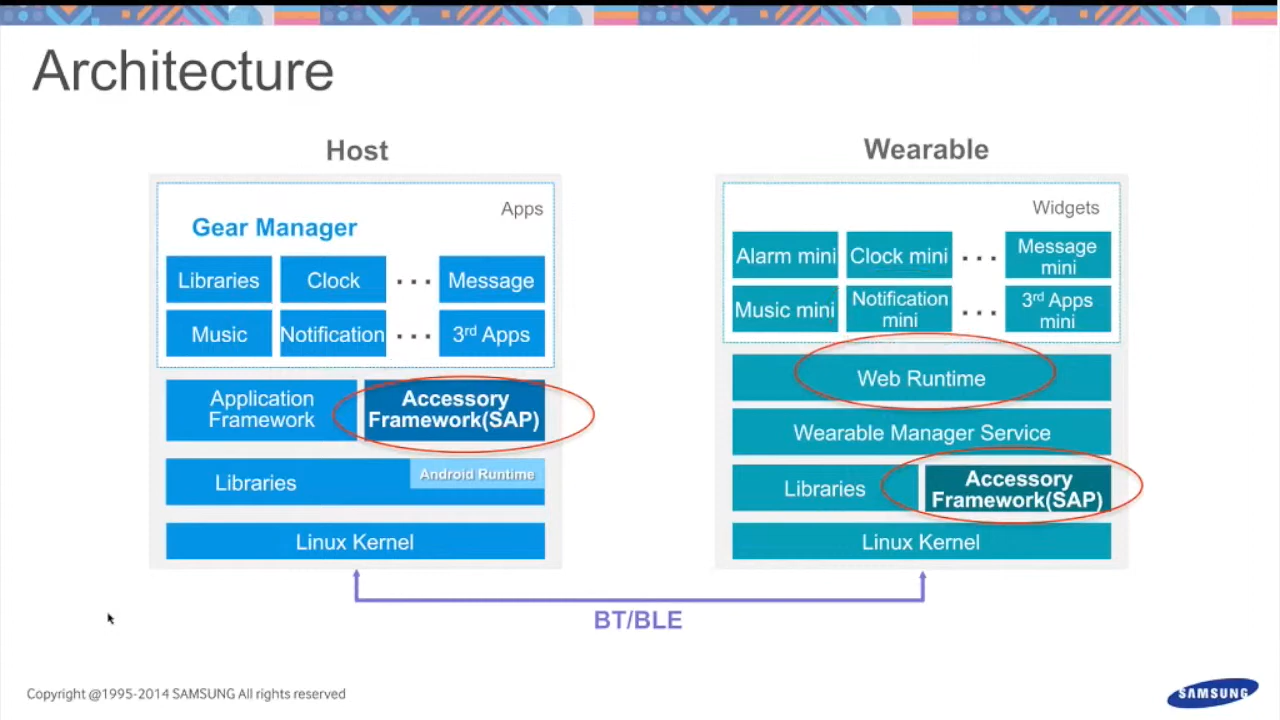 Architecture
Host
Apps
Gear Manager
Libraries
Clock
...
Message
Music
Notification
...
3rd Apps
Application
Framework
Accessory
Framework(SAP)
Libraries
Android Runtime
Linux Kernel
Wearable
Widgets
Alarm mini
Clock mini
...
Message
mini
Music mini
Notification
mini
...
3rd Apps
mini
Web Runtime
Wearable Manager Service
Libraries
Accessory
Framework(SAP)
Linux Kernel
BT/BLE
Copyright @1995-2014 SAMSUNG All rights reserved
SAMSUNG